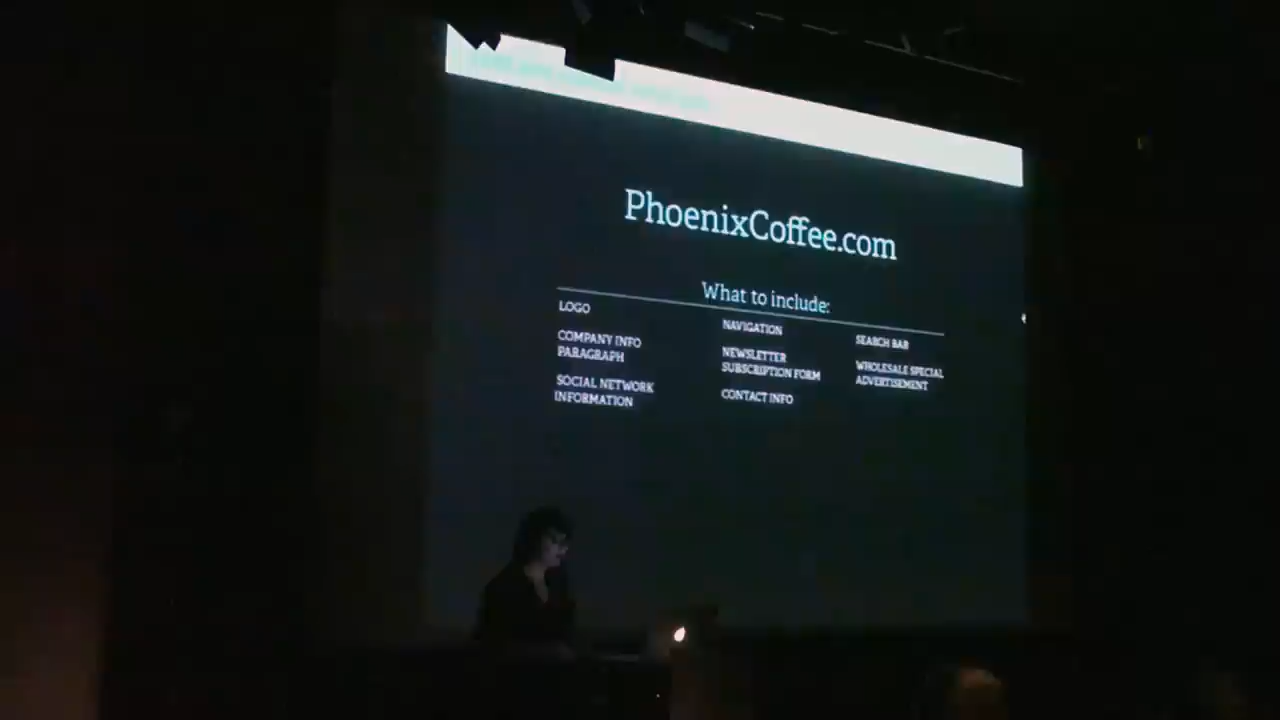 PhoenixCoffee.com
What to include:
LOGO
COMPANY INFO
PARAGRAPH
SOCIAL NETWORK
INFORMATION
NAVIGATION
NEWSLETTER
SUBSCRIPTION FORM
CONTACT INFO
SEARCH BAR
WHOLESALE SPECIAL
ADVERTISEMENT